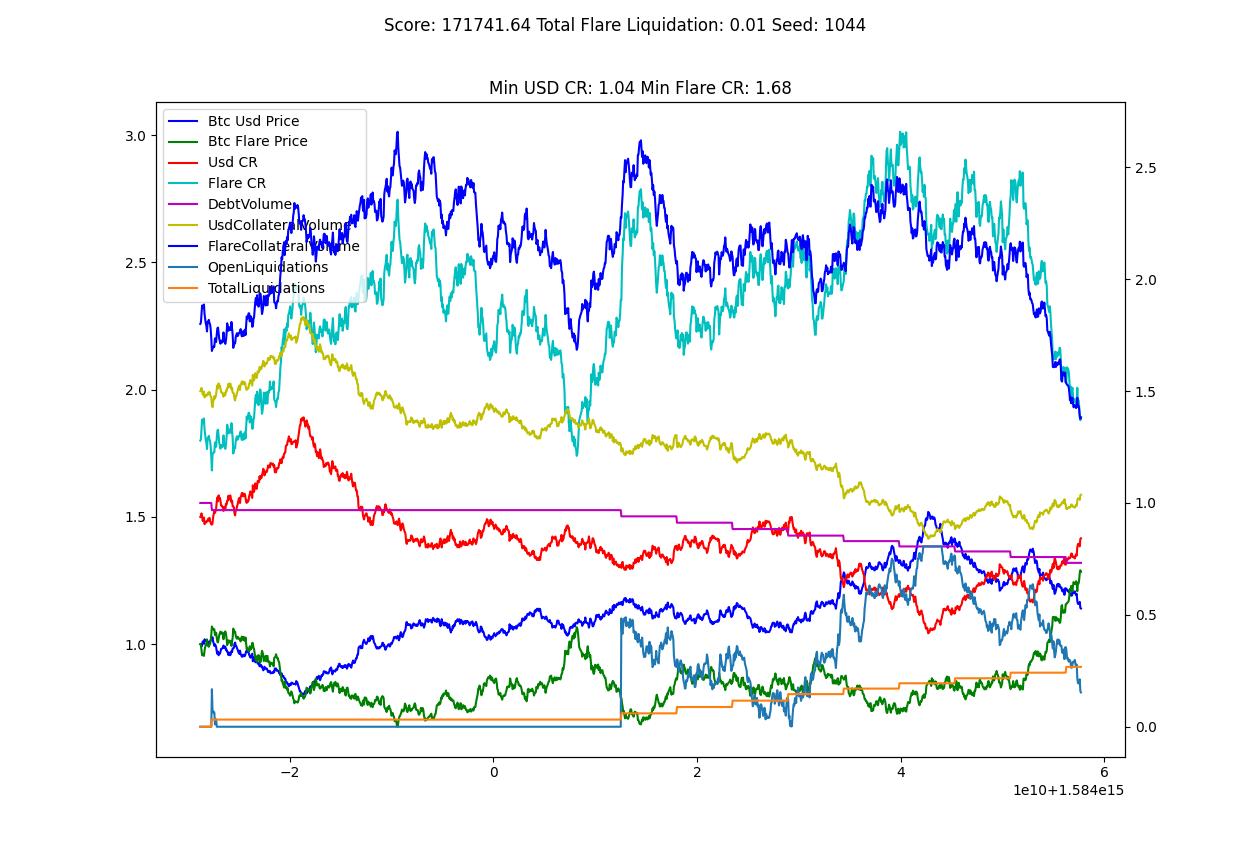 Score: 171741.64 Total Flare Liquidation: 0.01 Seed: 1044
Min USD CR: 1.04 Min Flare CR: 1.68
Btc Usd Price
Btc Flare Price
Usd CR
Flare CR
DebtVolume
UsdCollateralVolume
FlareCollateralVolume
OpenLiquidations
TotalLiquidations
3.0
2.5
2.0
1.5
1.0
2.5
2.0
1.5
1.0
0.5
0.0
−2
0
2
4
6
1e10+1.584e15